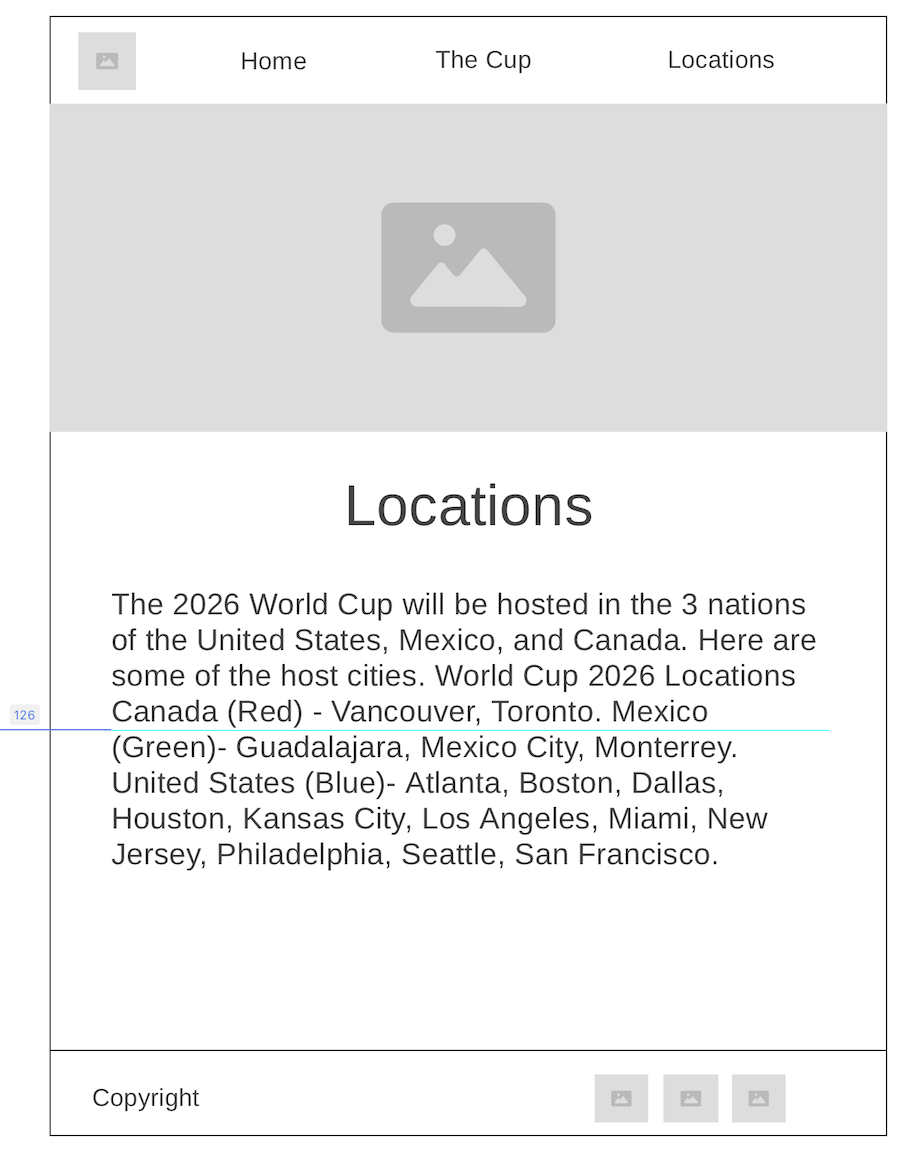 Home The Cup Locations
Locations
The 2026 World Cup will be hosted in the 3 nations
of the United States, Mexico, and Canada. Here are
some of the host cities. World Cup 2026 Locations
Canada (Red) - Vancouver, Toronto. Mexico
126
(Green)- Guadalajara, Mexico City, Monterrey.
United States (Blue)- Atlanta, Boston, Dallas,
Houston, Kansas City, Los Angeles, Miami, New
Jersey, Philadelphia, Seattle, San Francisco.
Copyright